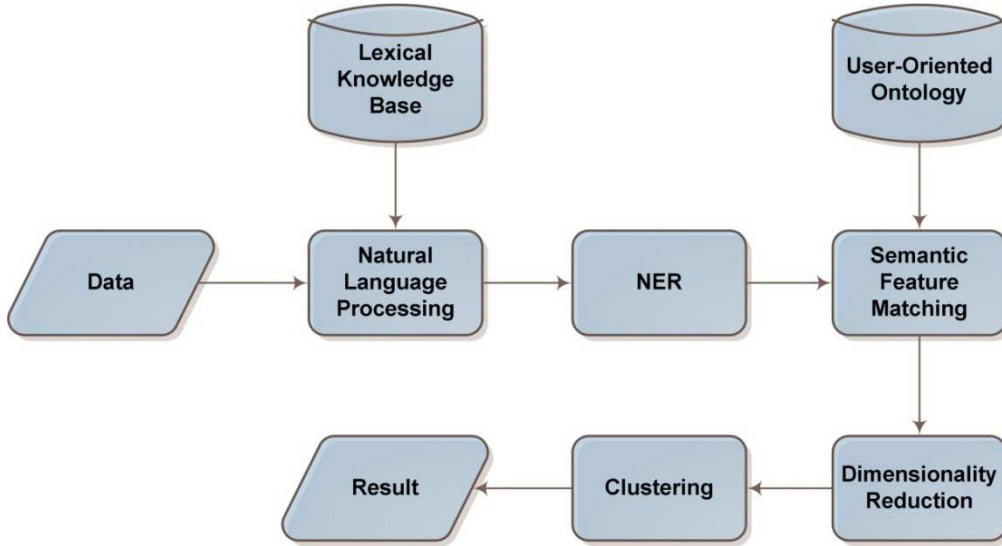 Lexical
Knowledge
Base
User-Oriented
Ontology
Data
Natural
Language
Processing
NER
Semantic
Feature
Matching
Result
Clustering
Dimensionality
Reduction